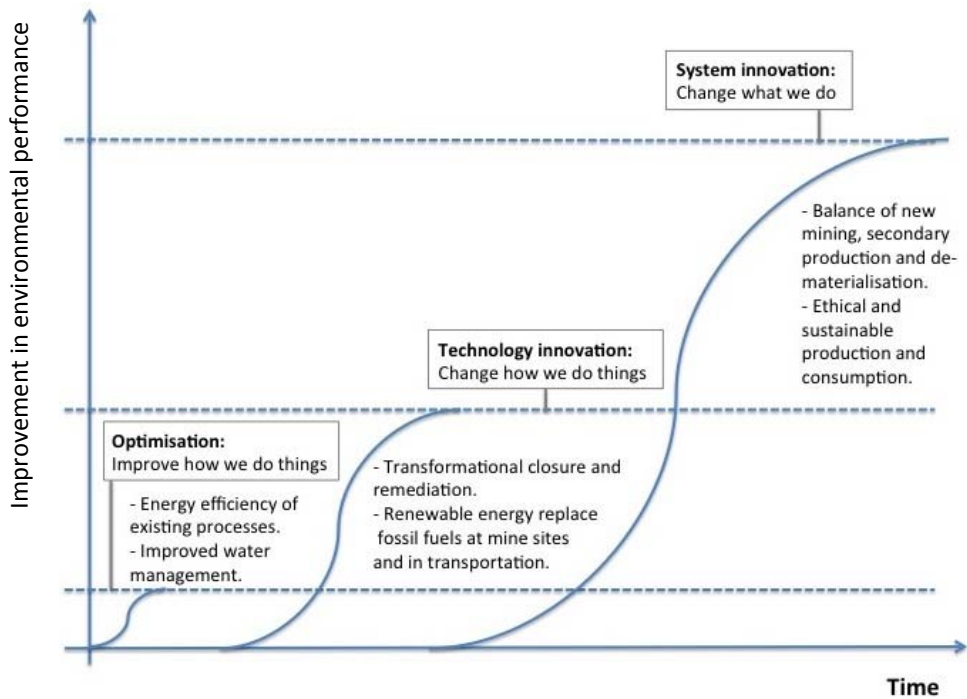 Improvement in environmental performance
System innovation:
Change what we do
- Balance of new
mining, secondary
production and de-
materialisation.
- Ethical and
sustainable
production and
consumption.
Technology innovation:
Change how we do things
- Transformational closure and
remediation.
- Renewable energy replace
fossil fuels at mine sites
and in transportation.
Optimisation:
Improve how we do things
- Energy efficiency of
existing processes.
- Improved water
management.
Time